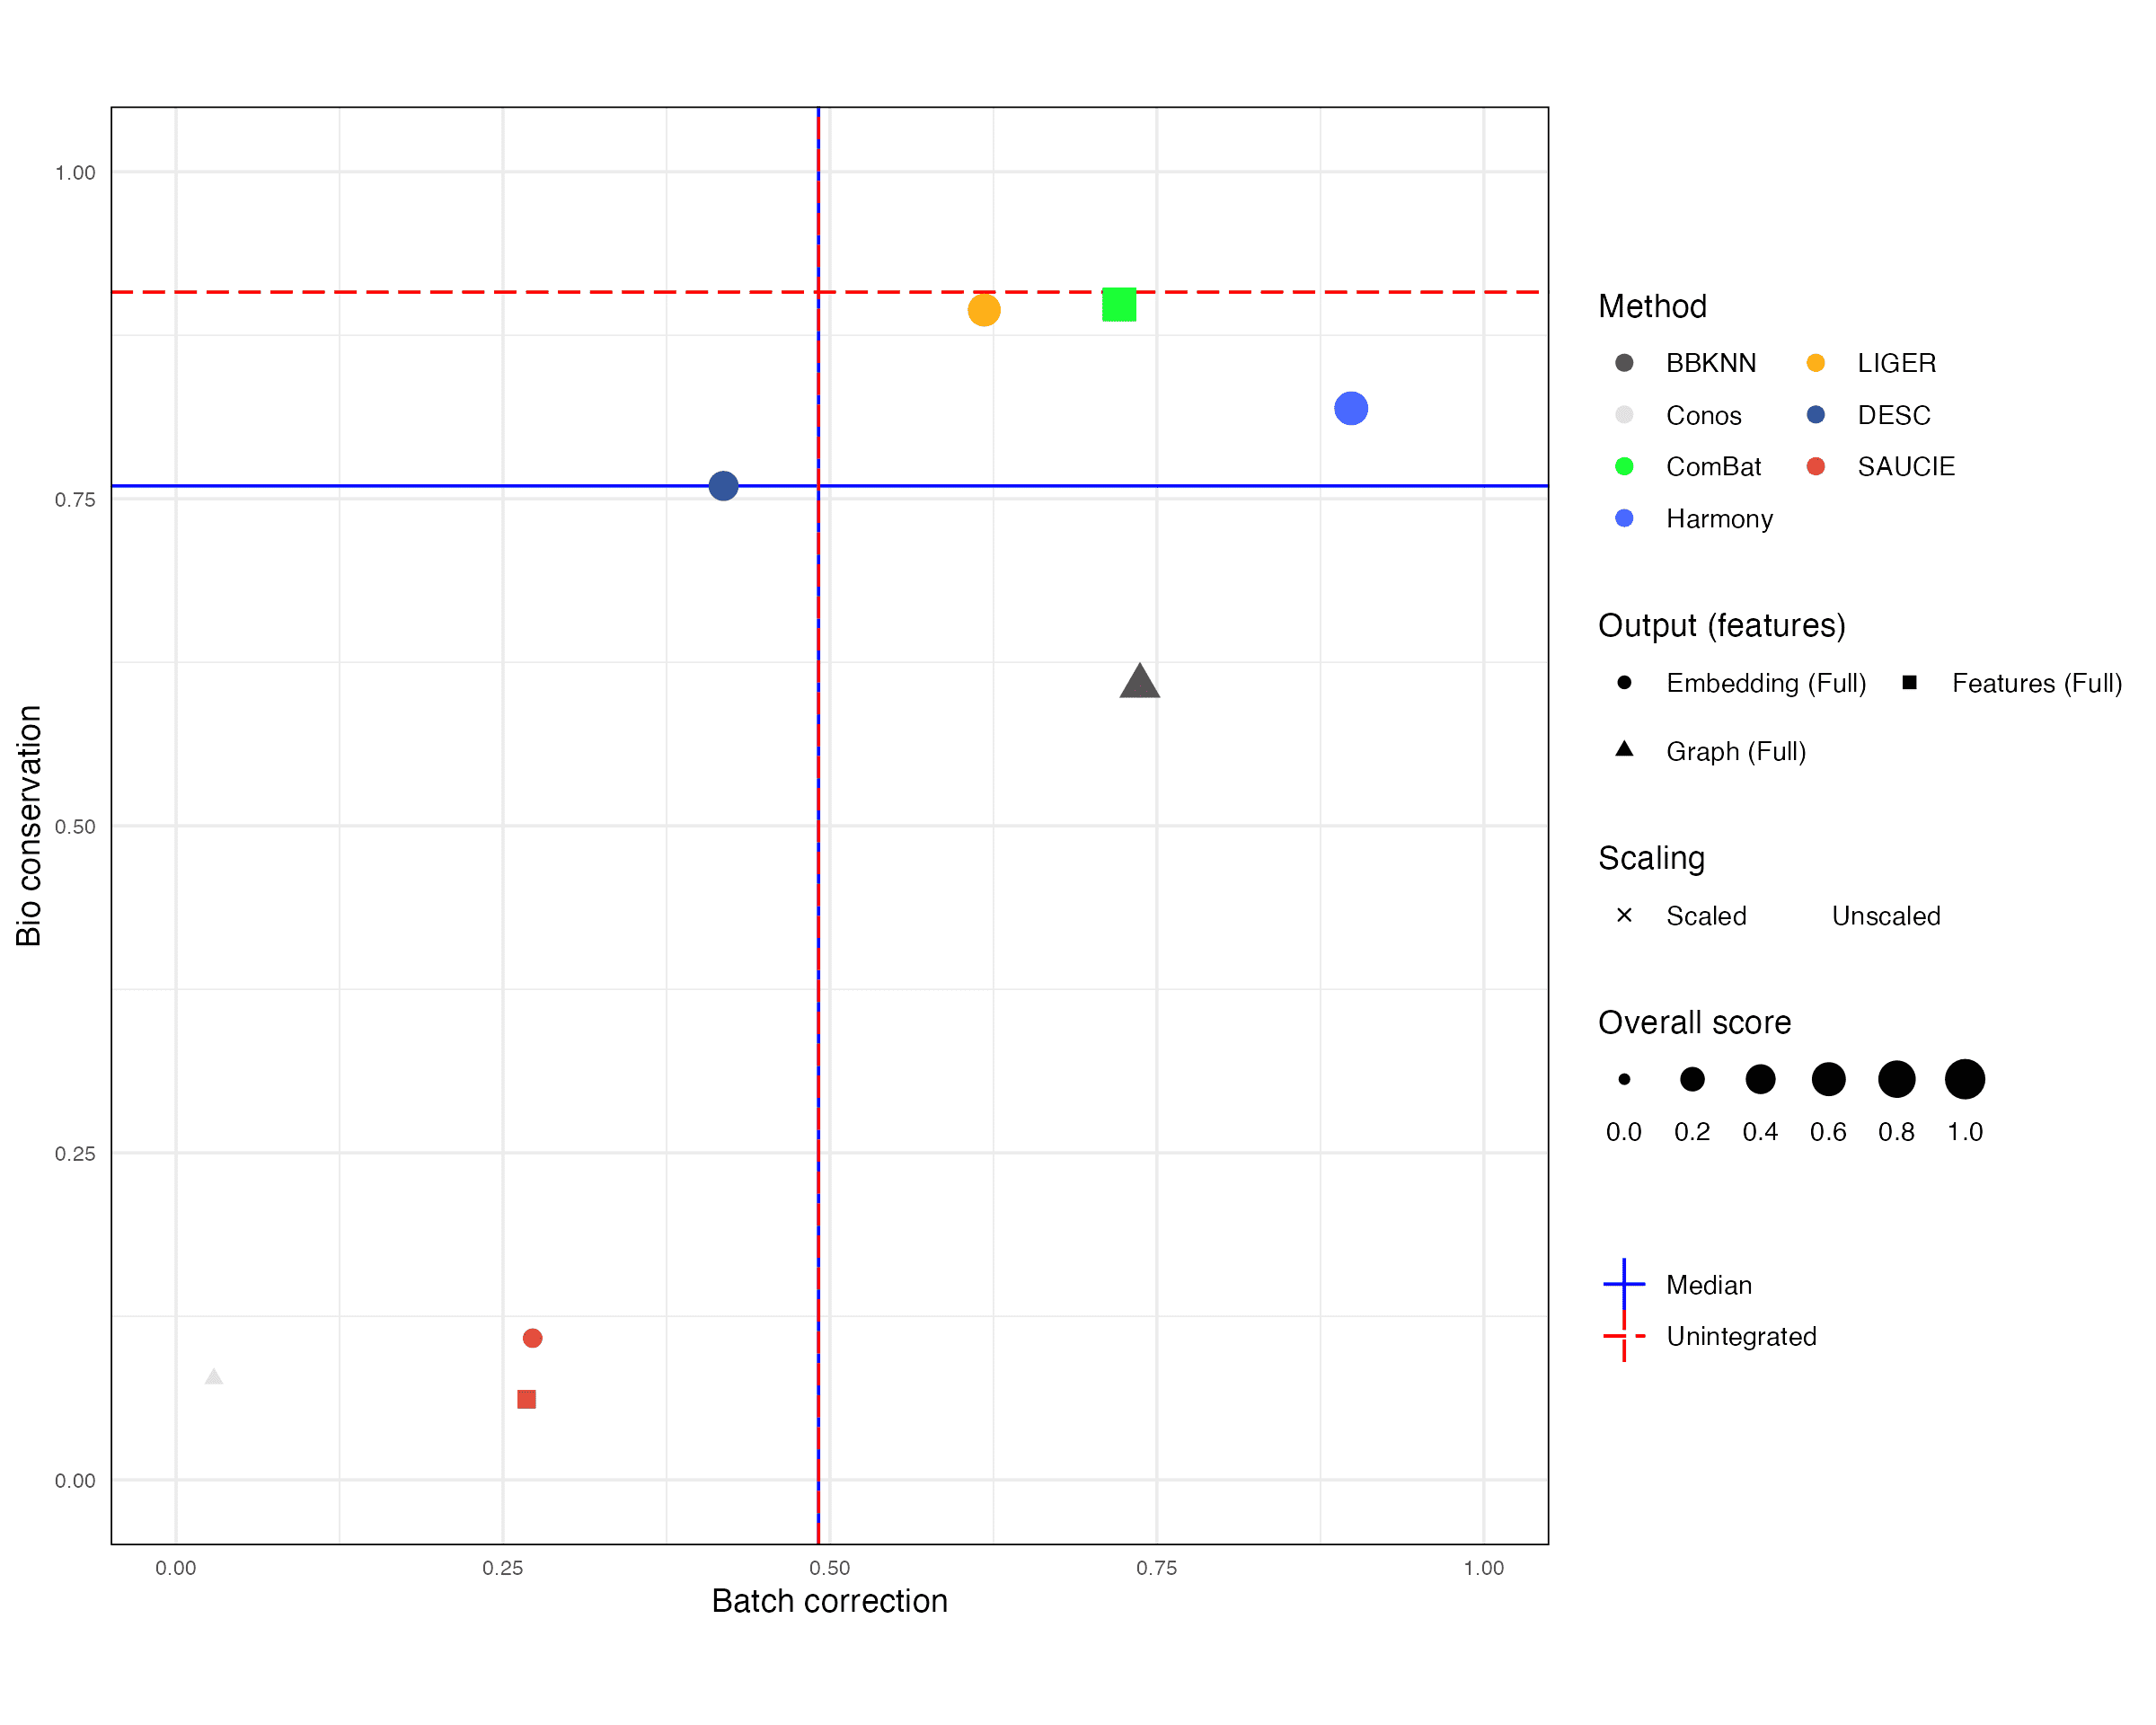 1.00
0.75
0.50
0.25
0.00
Bio conservation
0.00 0.25 0.50 0.75 1.00
Batch correction
Method
BBKNN LIGER
Conos DESC
ComBat SAUCIE
Harmony
Output (features)
Embedding (Full) Features (Full)
Graph (Full)
Scaling
Scaled Unscaled
Overall score
0.0 0.2 0.4 0.6 0.8 1.0
Median
Unintegrated